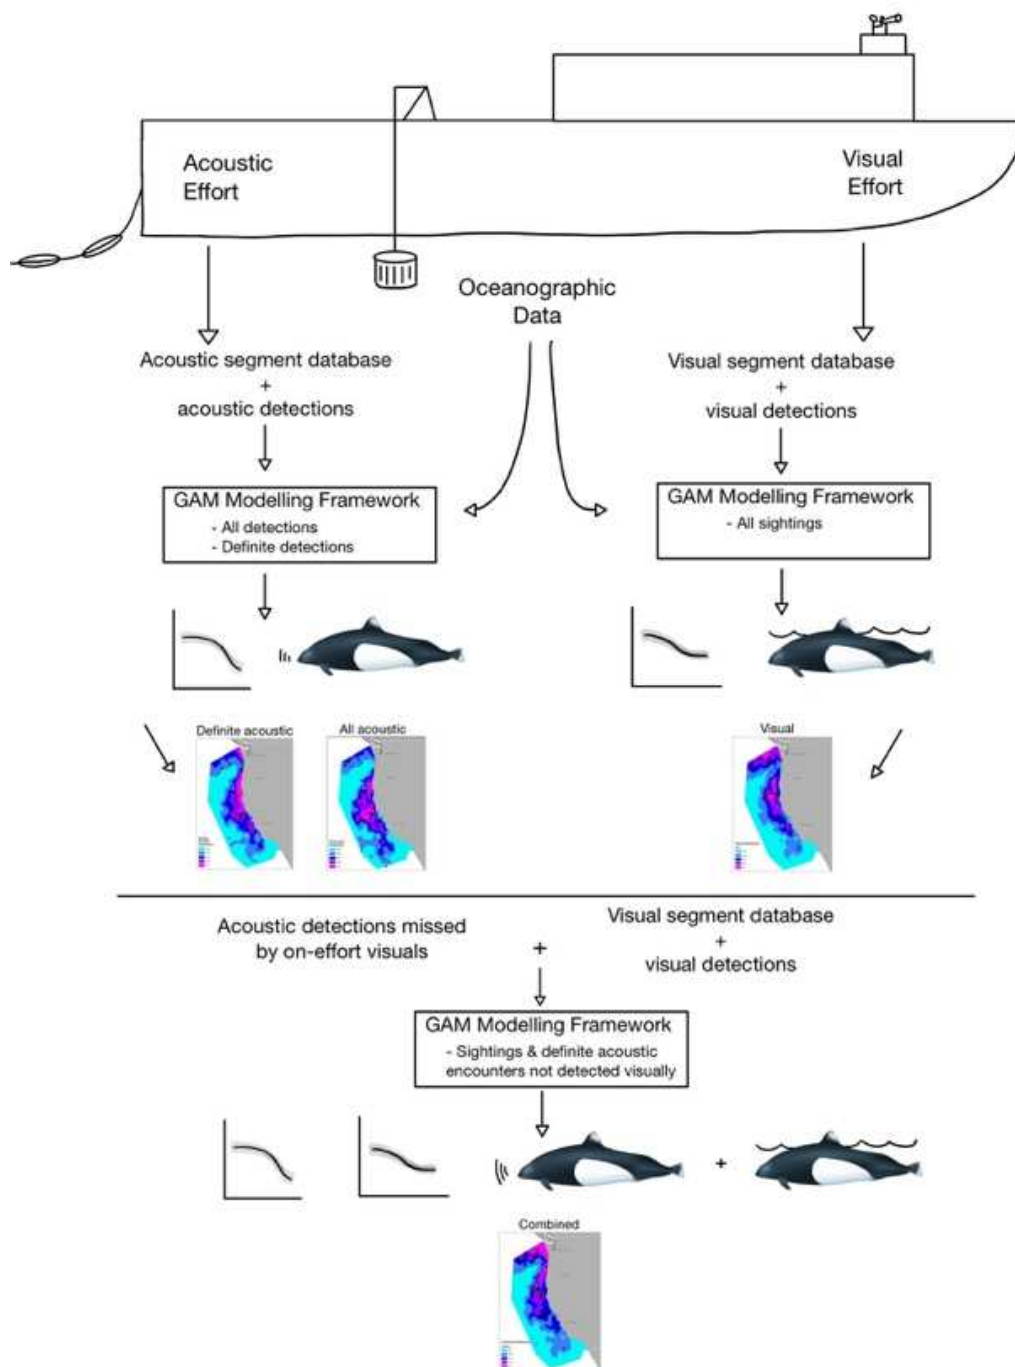 Acoustic
Effort
Visual
Effort
Oceanographic
Data
Acoustic segment database
+
acoustic detections
Visual segment database
+
visual detections
GAM Modelling Framework
- All detections
- Definite detections
GAM Modelling Framework
- All sightings
Definite acoustic
All acoustic
Visual
Acoustic detections missed
by on-effort visuals
+
Visual segment database
+
visual detections
GAM Modelling Framework
- Sightings & definite acoustic
encounters not detected visually
+
Combined